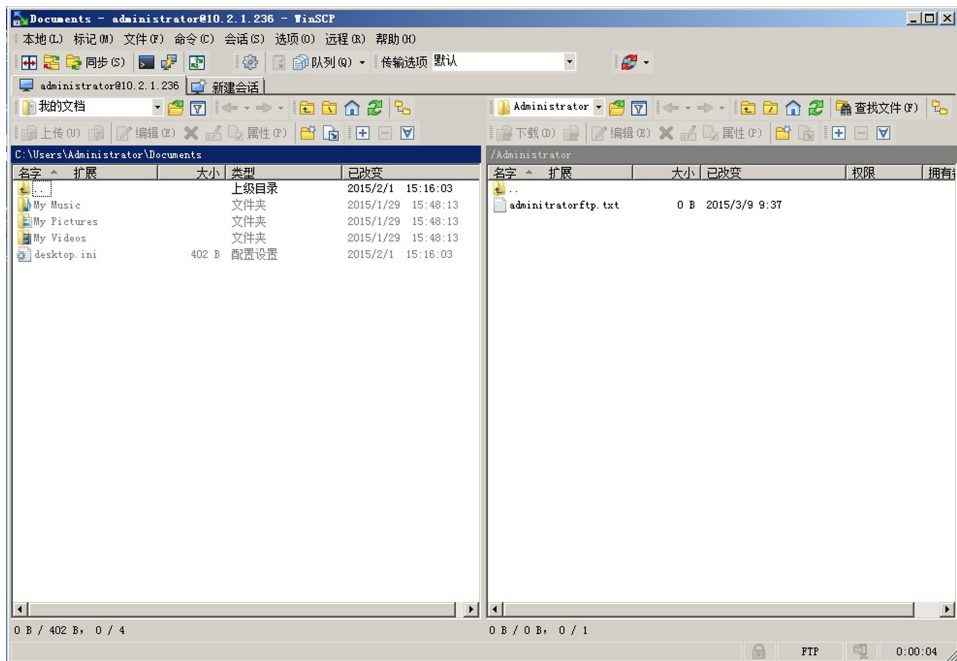 Documents - administrator@10.2.1.236 - WinSCP
本地(L) 标记(M) 文件(F) 命令(C) 会话(S) 选项(O) 远程(R) 帮助(H)
同步(S) 队列(Q) 传输选项 默认
administrator@10.2.1.236 新建会话
我的文档
上传(U) 编辑(E) 属性(P)
C:\Users\Administrator\Documents
名字 扩展 大小 类型 已改变
.. 上级目录 2015/2/1 15:16:03
My Music 文件夹 2015/1/29 15:48:13
My Pictures 文件夹 2015/1/29 15:48:13
My Videos 文件夹 2015/1/29 15:48:13
desktop.ini 402 B 配置设置 2015/2/1 15:16:03
0 B / 402 B, 0 / 4
Administrator 查找文件(F)
下载(D) 编辑(E) 属性(P)
/Administrator
名字 扩展 大小 已改变 权限 拥有
..
adminitratorftp.txt 0 B 2015/3/9 9:37
0 B / 0 B, 0 / 1
FTP 0:00:04